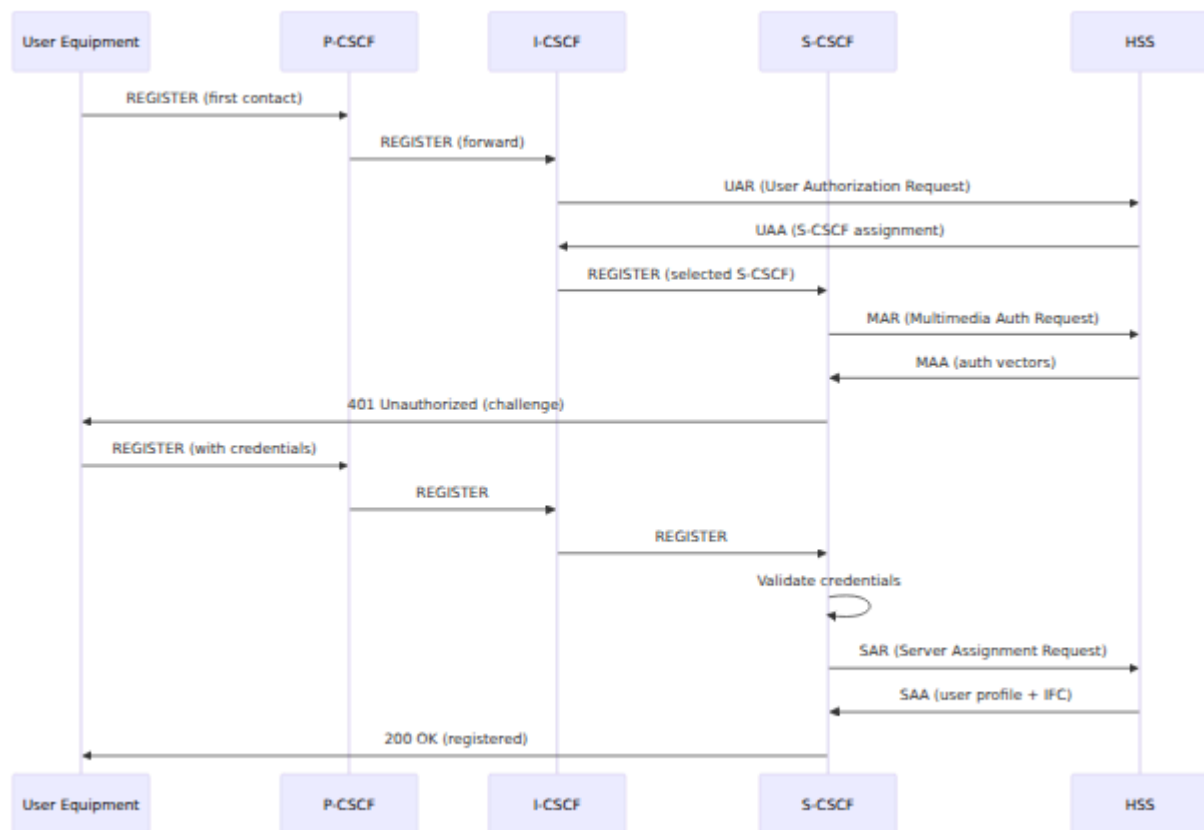 User Equipment
P-CSCF
I-CSCF
S-CSCF
HSS
REGISTER (first contact)
REGISTER (forward)
UAR (User Authorization Request)
UAA (S-CSCF assignment)
REGISTER (selected S-CSCF)
MAR (Multimedia Auth Request)
MAA (auth vectors)
401 Unauthorized (challenge)
REGISTER (with credentials)
REGISTER
REGISTER
Validate credentials
SAR (Server Assignment Request)
SAA (user profile + IFC)
200 OK (registered)
User Equipment
P-CSCF
I-CSCF
S-CSCF
HSS